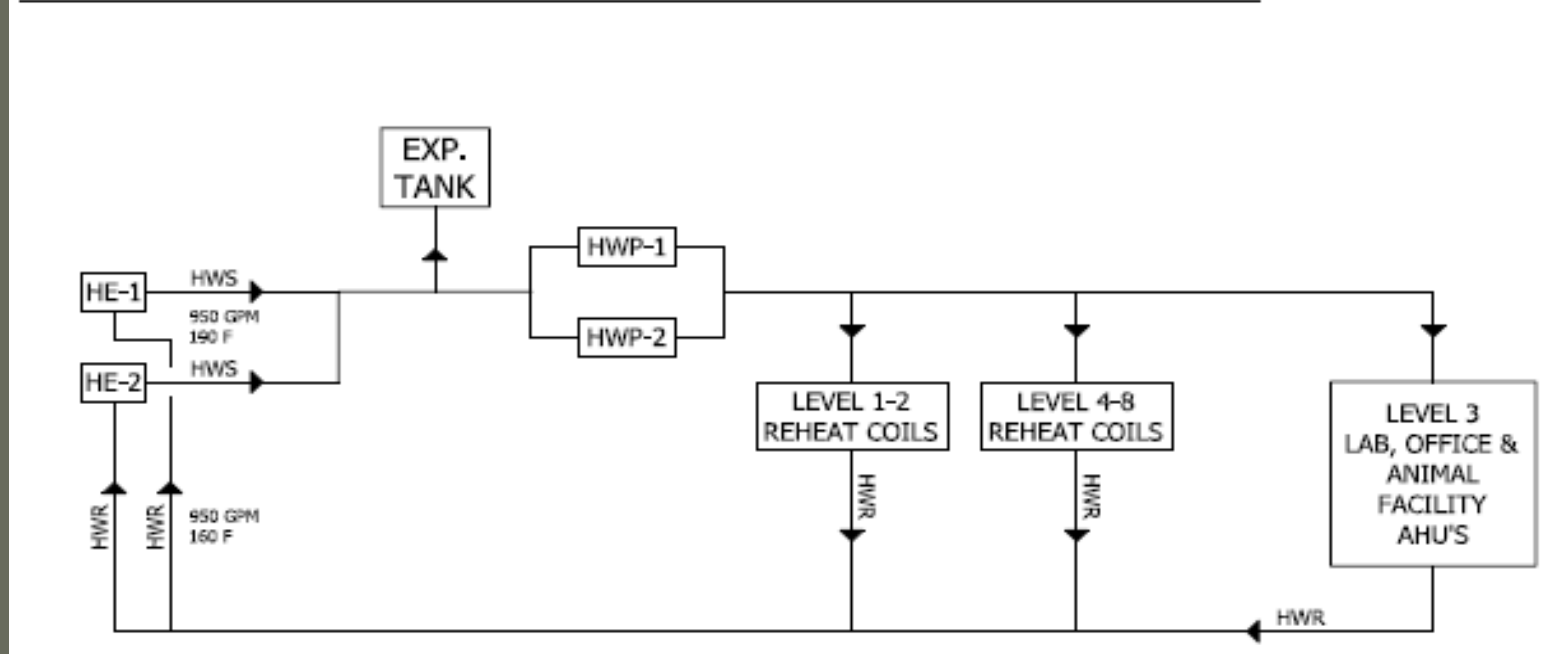 EXP.
TANK
HWP-1
HE-1
HWS
950 GPM
190 F
HWP-2
HE-2
HWS
LEVEL 1-2
REHEAT COILS
LEVEL 4-8
REHEAT COILS
LEVEL 3
LAB, OFFICE &
ANIMAL
FACILITY
AHU'S
HWR
HWR
950 GPM
160 F
HWR
HWR
HWR